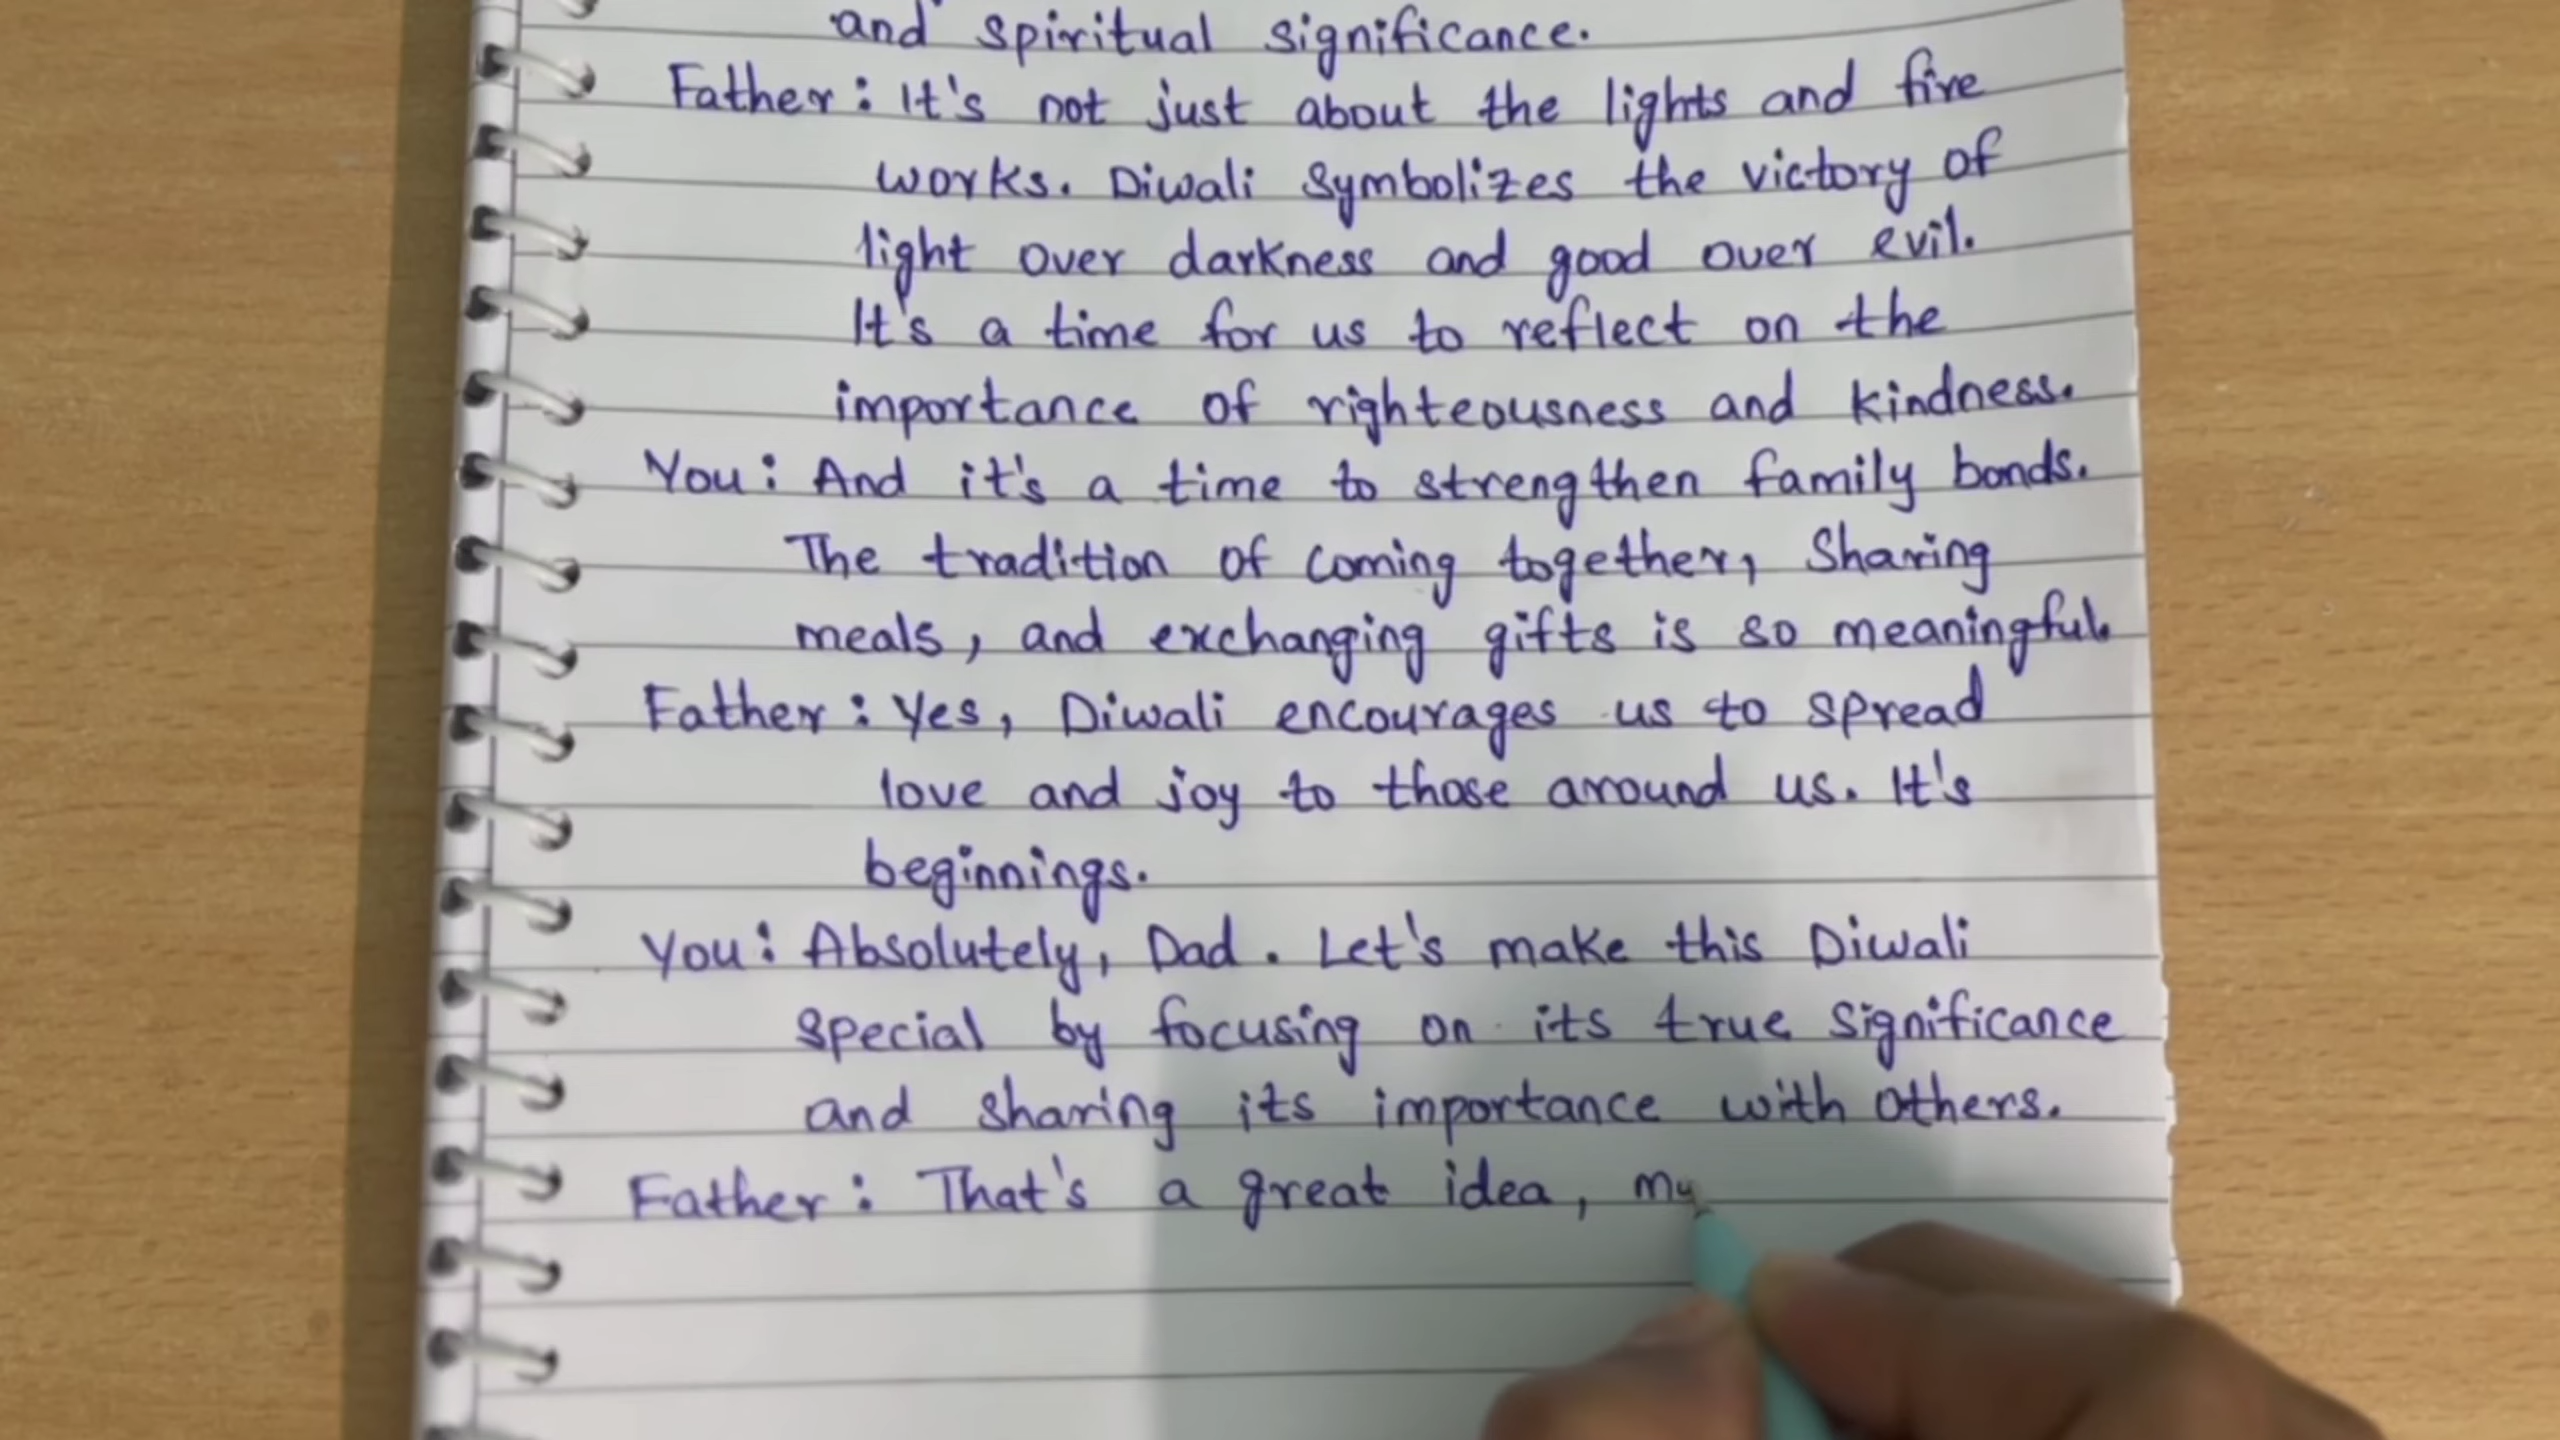 and spiritual significance.
Father: It's not just about the lights and fire
works. Diwali symbolizes the victory of
light over darkness and good over evil.
It's a time for us to reflect on the
importance of righteousness and kindness.
You: And it's a time to strengthen family bonds.
The tradition of coming together, Sharing
meals, and exchanging gifts is so meaningful.
Father: Yes, Diwali encourages us to spread
love and joy to those around us. It's
beginnings.
You: Absolutely, Dad. Let's make this Diwali
special by focusing on its true significance
and sharing its importance with others.
Father: That's a great idea, my